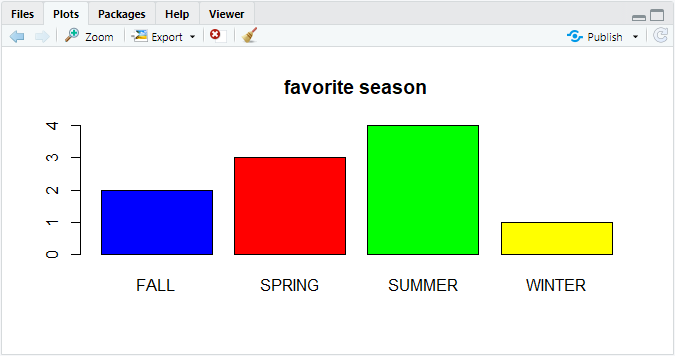 Files Plots Packages Help Viewer
Zoom Export Publish
favorite season
4
3
2
1
0
FALL SPRING SUMMER WINTER